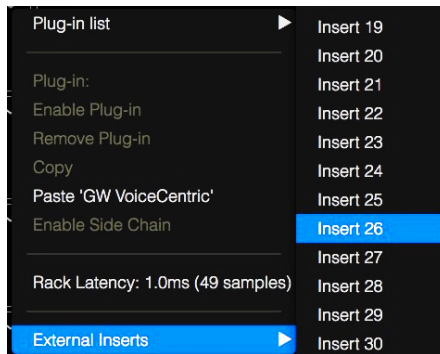 Plug-in list
Plug-in:
Enable Plug-in
Remove Plug-in
Copy
Paste 'GW VoiceCentric'
Enable Side Chain
Rack Latency: 1.0ms (49 samples)
External Inserts
Insert 19
Insert 20
Insert 21
Insert 22
Insert 23
Insert 24
Insert 25
Insert 26
Insert 27
Insert 28
Insert 29
Insert 30